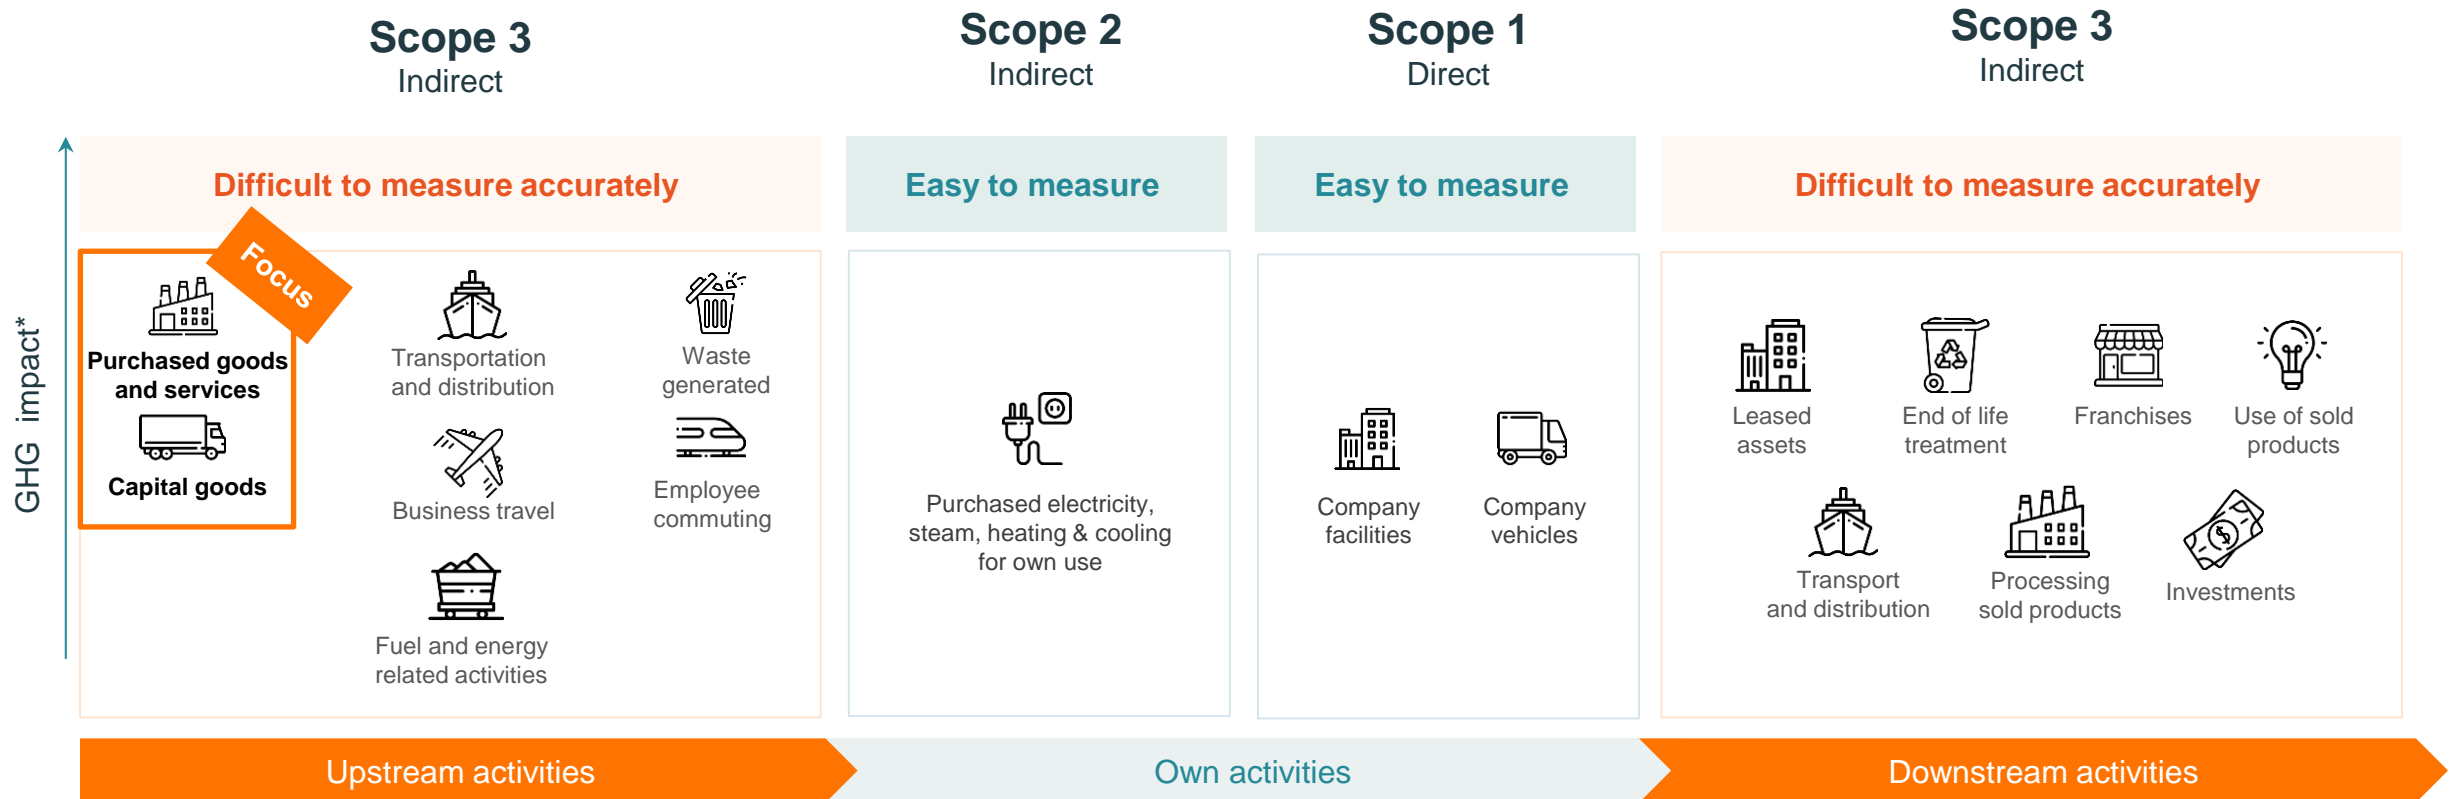 Scope 3
Indirect
Scope 2
Indirect
Scope 1
Direct
Scope 3
Indirect
Difficult to measure accurately
Easy to measure
Easy to measure
Difficult to measure accurately
GHG impact*
Focus
Purchased goods
and services
Capital goods
Transportation
and distribution
Waste
generated
Business travel
Employee
commuting
Fuel and energy
related activities
Purchased electricity,
steam, heating & cooling
for own use
Company
facilities
Company
vehicles
Leased
assets
End of life
treatment
Franchises
Use of sold
products
Transport
and distribution
Processing
sold products
Investments
Upstream activities
Own activities
Downstream activities